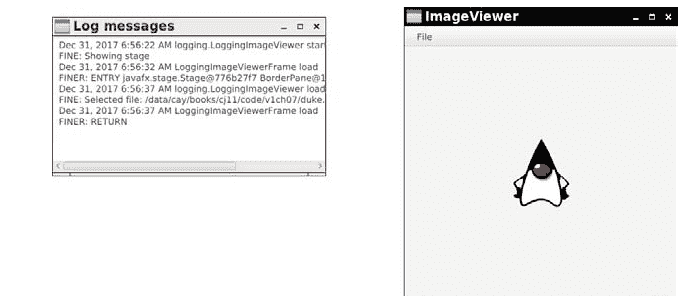 Log messages
Dec 31, 2017 6:56:22 AM logging.LoggingImageViewer star
FINE: Showing stage
Dec 31, 2017 6:56:32 AM LoggingImageViewerFrame load
FINER: ENTRY javafx.stage.Stage@776b27f7 BorderPane@1
Dec 31, 2017 6:56:37 AM logging.LoggingImageViewer load
FINE: Selected file: /data/cay/books/cj11/code/v1ch07/duke.
Dec 31, 2017 6:56:37 AM LoggingImageViewerFrame load
FINER: RETURN
ImageViewer
File